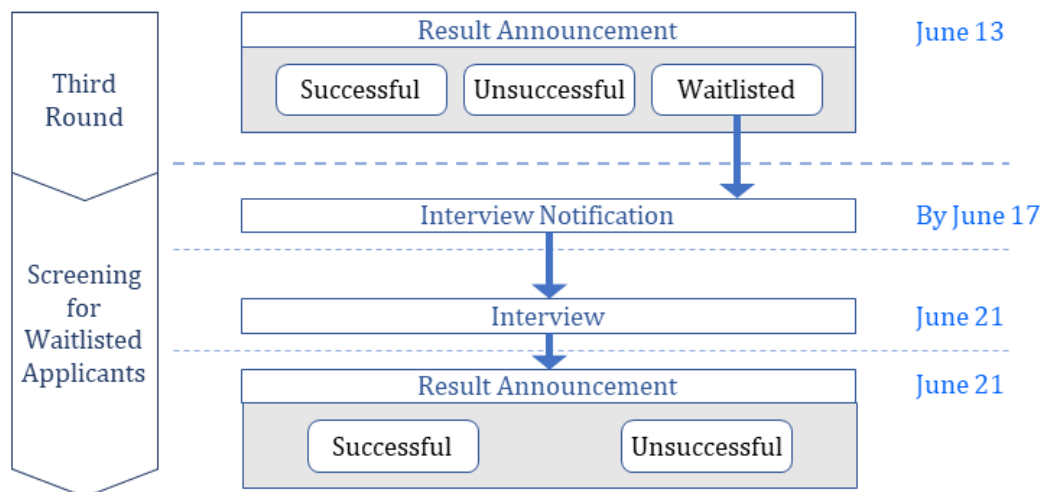 Third
Round
Result Announcement
June 13
Successful
Unsuccessful
Waitlisted
Screening
for
Waitlisted
Applicants
Interview Notification
By June 17
Interview
June 21
Result Announcement
June 21
Successful
Unsuccessful